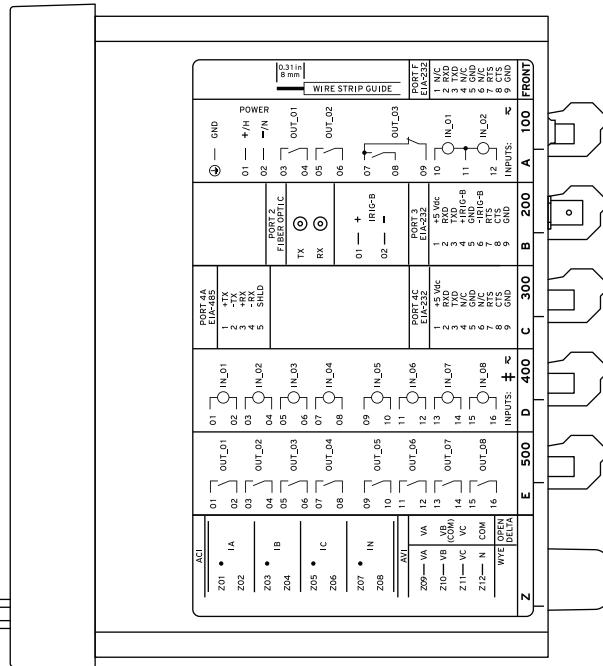 0.31 in
8 mm
WIRE STRIP GUIDE
PORT F
EIA-232
1 N/C
2 RXD
3 TXD
4 N/C
5 GND
6 N/C
7 RTS
8 CTS
9 GND
FRONT
POWER
GND
01 +/H
02 -/N
OUT_01
03
04
OUT_02
05
06
OUT_03
07
08
09
IN_01
IN_02
10
11
12
INPUTS:
A 100
PORT 2
FIBER OPTIC
TX
RX
IRIG-B
01 +
02 -
PORT 3
EIA-232
1 +5 Vdc
2 RXD
3 TXD
4 +IRIG-B
5 GND
6 -IRIG-B
7 RTS
8 CTS
9 GND
B 200
PORT 4A
EIA-485
1 +TX
2 -TX
3 +RX
4 -RX
5 SHLD
PORT 4C
EIA-232
1 +5 Vdc
2 RXD
3 TXD
4 N/C
5 GND
6 N/C
7 RTS
8 CTS
9 GND
C 300
01
02
IN_01
03
04
IN_02
05
06
IN_03
07
08
IN_04
09
10
IN_05
11
12
IN_06
13
14
IN_07
15
16
IN_08
INPUTS:
D 400
01
02
OUT_01
03
04
OUT_02
05
06
OUT_03
07
08
OUT_04
09
10
OUT_05
11
12
OUT_06
13
14
OUT_07
15
16
OUT_08
E 500
ACI
Z01 IA
Z02
Z03 IB
Z04
Z05 IC
Z06
Z07 IN
Z08
AVI
Z09 VA VA
Z10 VB VB (COM)
Z11 VC VC
Z12 N COM
WYE OPEN DELTA
Z